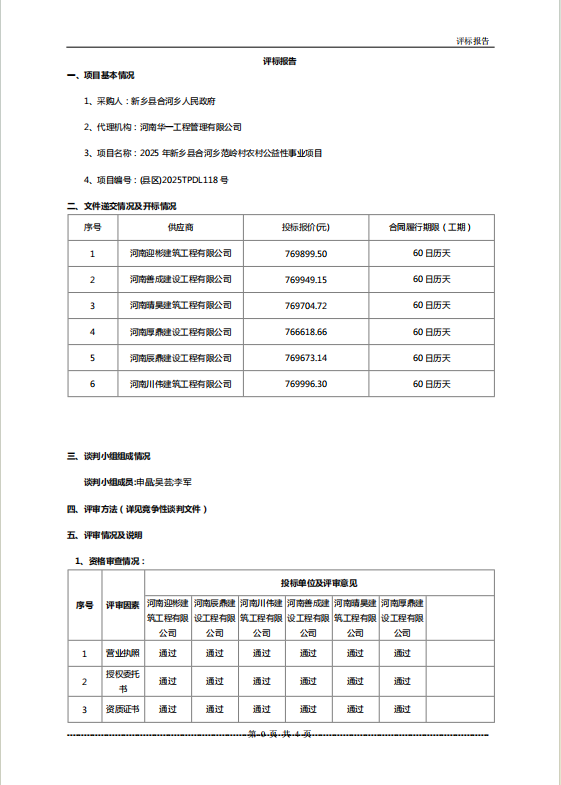 评标报告
评标报告
一、项目基本情况
1、采购人：新乡县合河乡人民政府
2、代理机构：河南华一工程管理有限公司
3、项目名称：2025 年新乡县合河乡范岭村农村公益性事业项目
4、项目编号：(县区)2025TPDL118 号
二、文件递交情况及开标情况
序号 供应商 投标报价(元) 合同履行期限（工期）
1 河南迎彬建筑工程有限公司 769899.50 60 日历天
2 河南善成建设工程有限公司 769949.15 60 日历天
3 河南晴昊建筑工程有限公司 769704.72 60 日历天
4 河南厚鼎建设工程有限公司 766618.66 60 日历天
5 河南辰鼎建设工程有限公司 769673.14 60 日历天
6 河南川伟建筑工程有限公司 769996.30 60 日历天
三、谈判小组组成情况
谈判小组成员:申晶;吴芸;李军
四、评审方法（详见竞争性谈判文件）
五、评审情况及说明
1、资格审查情况：
序号 评审因素 投标单位及评审意见
河南迎彬建 河南辰鼎建 河南川伟建 河南善成建 河南晴昊建 河南厚鼎建
筑工程有限 设工程有限 筑工程有限 设工程有限 筑工程有限 设工程有限
公司 公司 公司 公司 公司 公司
1 营业执照 通过 通过 通过 通过 通过 通过
2 授权委托 通过 通过 通过 通过 通过 通过
书
3 资质证书 通过 通过 通过 通过 通过 通过
第 0 页 共 4 页